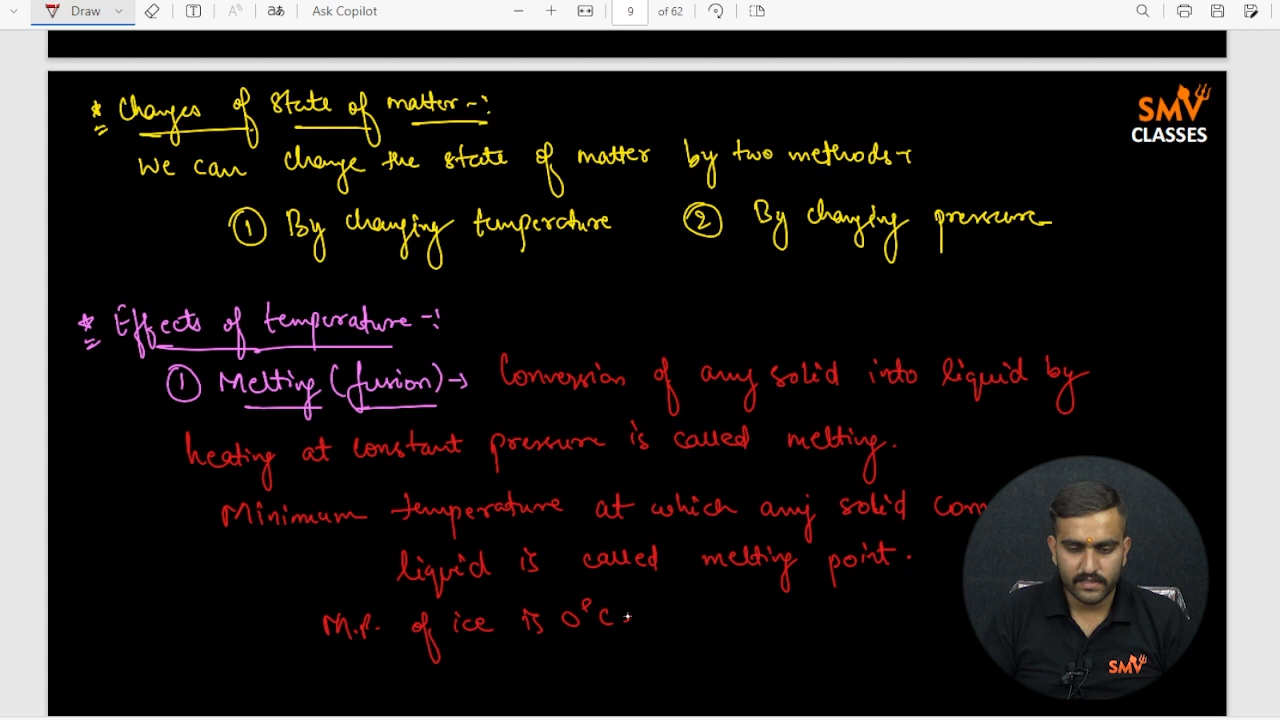 Draw
Ask Copilot
9 of 62
* Changes of state of matter -:
SMV
CLASSES
We can change the state of matter by two methods -
① By changing temperature ② By changing pressure
* Effects of temperature -:
① Melting (fusion) → Conversion of any solid into liquid by
heating at constant pressure is called melting.
Minimum temperature at which any solid con
liquid is called melting point.
M.P. of ice is 0°C.
SMV